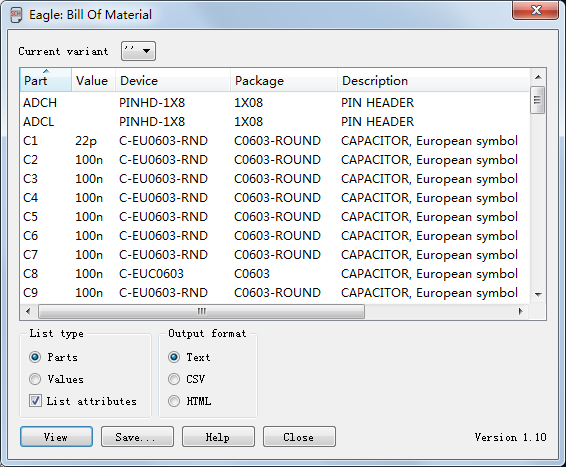 Eagle: Bill Of Material
Current variant ''
Part Value Device Package Description
ADCH PINHD-1X8 1X08 PIN HEADER
ADCL PINHD-1X8 1X08 PIN HEADER
C1 22p C-EU0603-RND C0603-ROUND CAPACITOR, European symbol
C2 100n C-EU0603-RND C0603-ROUND CAPACITOR, European symbol
C3 100n C-EU0603-RND C0603-ROUND CAPACITOR, European symbol
C4 100n C-EU0603-RND C0603-ROUND CAPACITOR, European symbol
C5 100n C-EU0603-RND C0603-ROUND CAPACITOR, European symbol
C6 100n C-EU0603-RND C0603-ROUND CAPACITOR, European symbol
C7 100n C-EU0603-RND C0603-ROUND CAPACITOR, European symbol
C8 100n C-EUC0603 C0603 CAPACITOR, European symbol
C9 100n C-EU0603-RND C0603-ROUND CAPACITOR, European symbol
List type Output format
Parts Text
Values CSV
List attributes HTML
View Save... Help Close Version 1.10